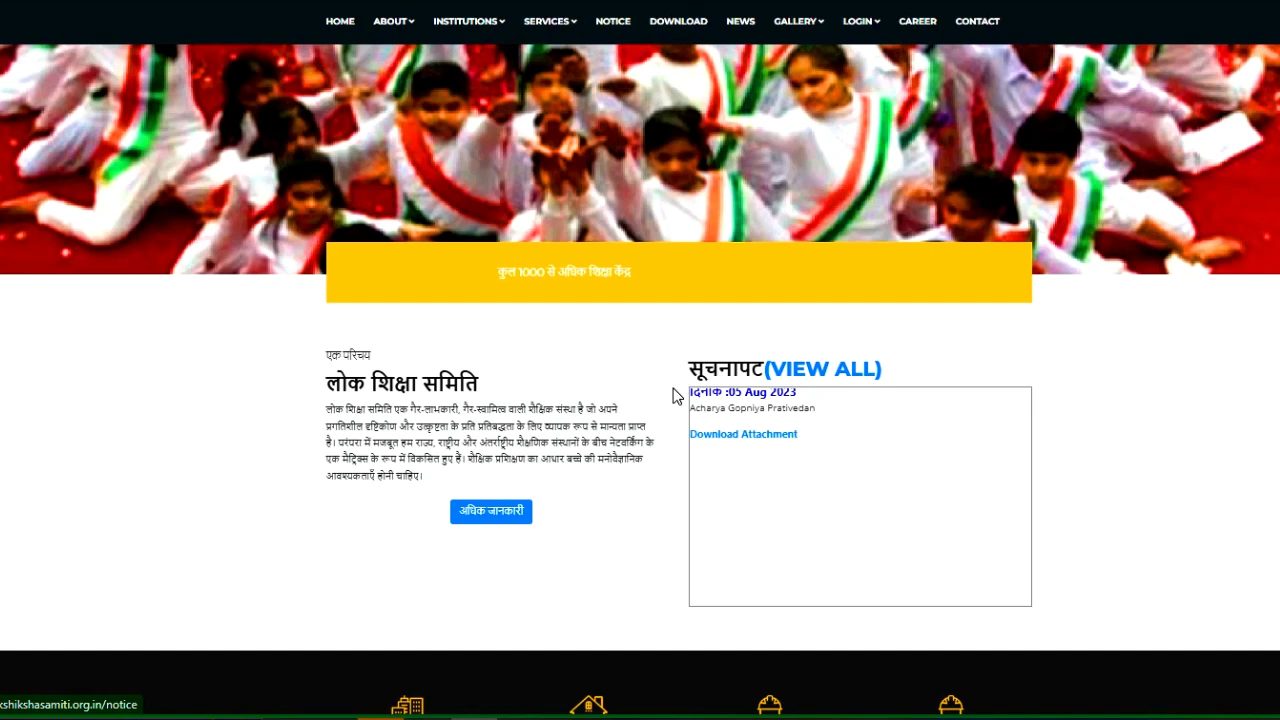 HOME ABOUT INSTITUTIONS SERVICES NOTICE DOWNLOAD NEWS GALLERY LOGIN CAREER CONTACT
कुल 1000 से अधिक शिक्षा केंद्र
एक परिचय
लोक शिक्षा समिति
लोक शिक्षा समिति एक गैर-लाभकारी, गैर-स्वामित्व वाली शैक्षिक संस्था है जो अपने
प्रगतिशील दृष्टिकोण और उत्कृष्टता के प्रति प्रतिबद्धता के लिए व्यापक रूप से मान्यता प्राप्त
है। परंपरा में मजबूत हम राज्य, राष्ट्रीय और अंतर्राष्ट्रीय शैक्षणिक संस्थानों के बीच नेटवर्किंग के
एक मैट्रिक्स के रूप में विकसित हुए हैं। शैक्षिक प्रशिक्षण का आधार बच्चे की मनोवैज्ञानिक
आवश्यकताएँ होनी चाहिए।
अधिक जानकारी
सूचनापट(VIEW ALL)
दिनांक :05 Aug 2023
Acharya Gopniya Prativedan
Download Attachment
kshikshasamiti.org.in/notice